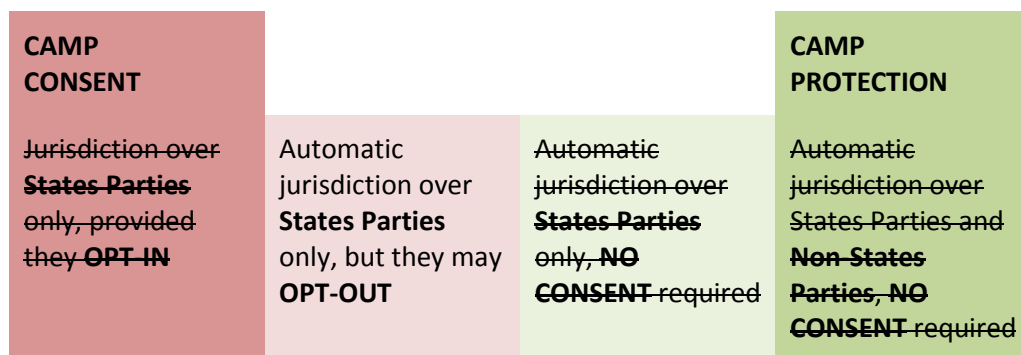 CAMP
CONSENT
Jurisdiction over
States Parties
only, provided
they OPT-IN
Automatic
jurisdiction over
States Parties
only, but they may
OPT-OUT
Automatic
jurisdiction over
States Parties
only, NO
CONSENT required
CAMP
PROTECTION
Automatic
jurisdiction over
States Parties and
Non-States
Parties, NO
CONSENT required